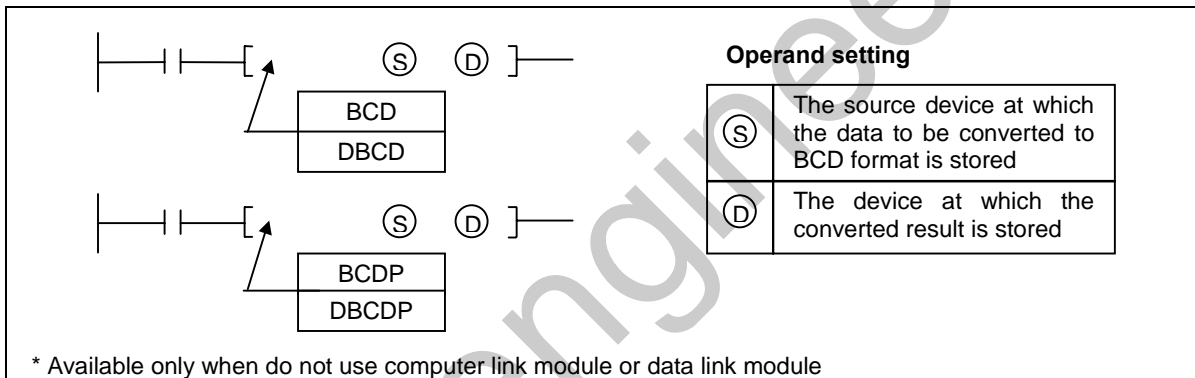 Operand setting
S D
BCD
DBCD
S The source device at which
the data to be converted to
BCD format is stored
S D
BCDP
DBCDP
D The device at which the
converted result is stored
* Available only when do not use computer link module or data link module